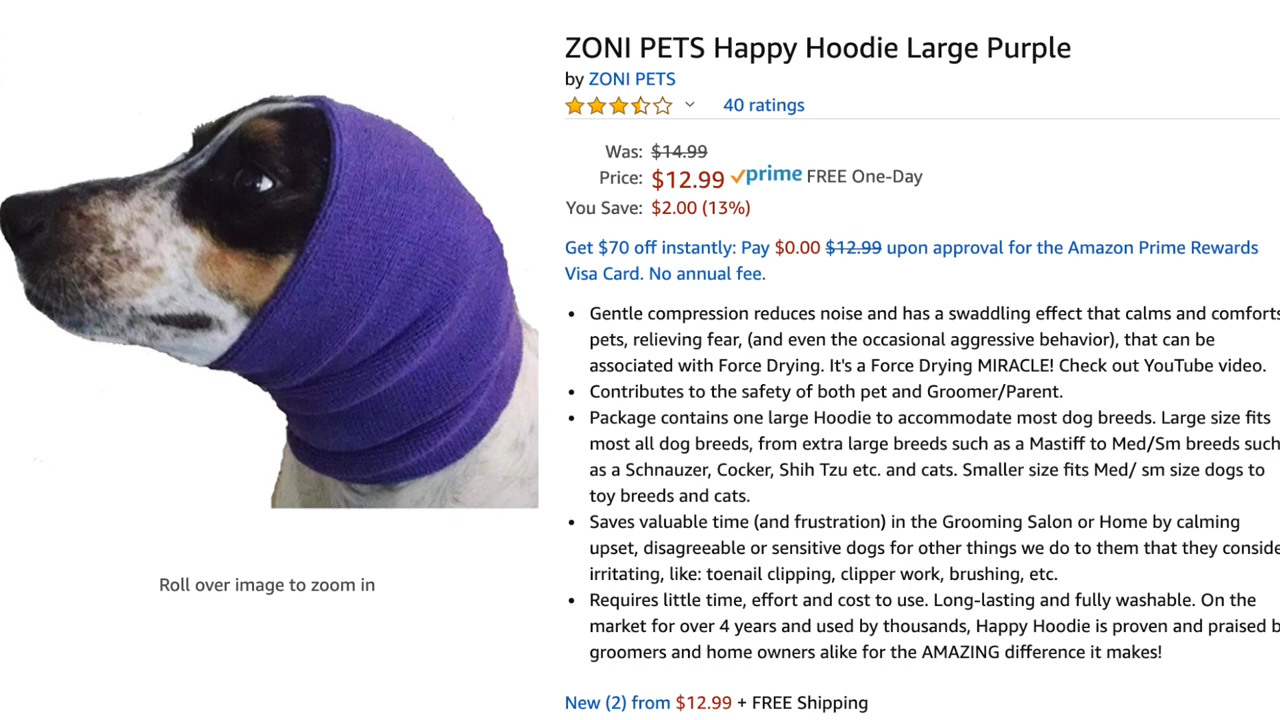 ZONI PETS Happy Hoodie Large Purple
by ZONI PETS
40 ratings
Was: $14.99
Price: $12.99 prime FREE One-Day
You Save: $2.00 (13%)
Get $70 off instantly: Pay $0.00 $12.99 upon approval for the Amazon Prime Rewards
Visa Card. No annual fee.
• Gentle compression reduces noise and has a swaddling effect that calms and comforts
pets, relieving fear, (and even the occasional aggressive behavior), that can be
associated with Force Drying. It's a Force Drying MIRACLE! Check out YouTube video.
• Contributes to the safety of both pet and Groomer/Parent.
• Package contains one large Hoodie to accommodate most dog breeds. Large size fits
most all dog breeds, from extra large breeds such as a Mastiff to Med/Sm breeds such
as a Schnauzer, Cocker, Shih Tzu etc. and cats. Smaller size fits Med/ sm size dogs to
toy breeds and cats.
• Saves valuable time (and frustration) in the Grooming Salon or Home by calming
upset, disagreeable or sensitive dogs for other things we do to them that they conside
irritating, like: toenail clipping, clipper work, brushing, etc.
• Requires little time, effort and cost to use. Long-lasting and fully washable. On the
market for over 4 years and used by thousands, Happy Hoodie is proven and praised b
groomers and home owners alike for the AMAZING difference it makes!
Roll over image to zoom in
New (2) from $12.99 + FREE Shipping